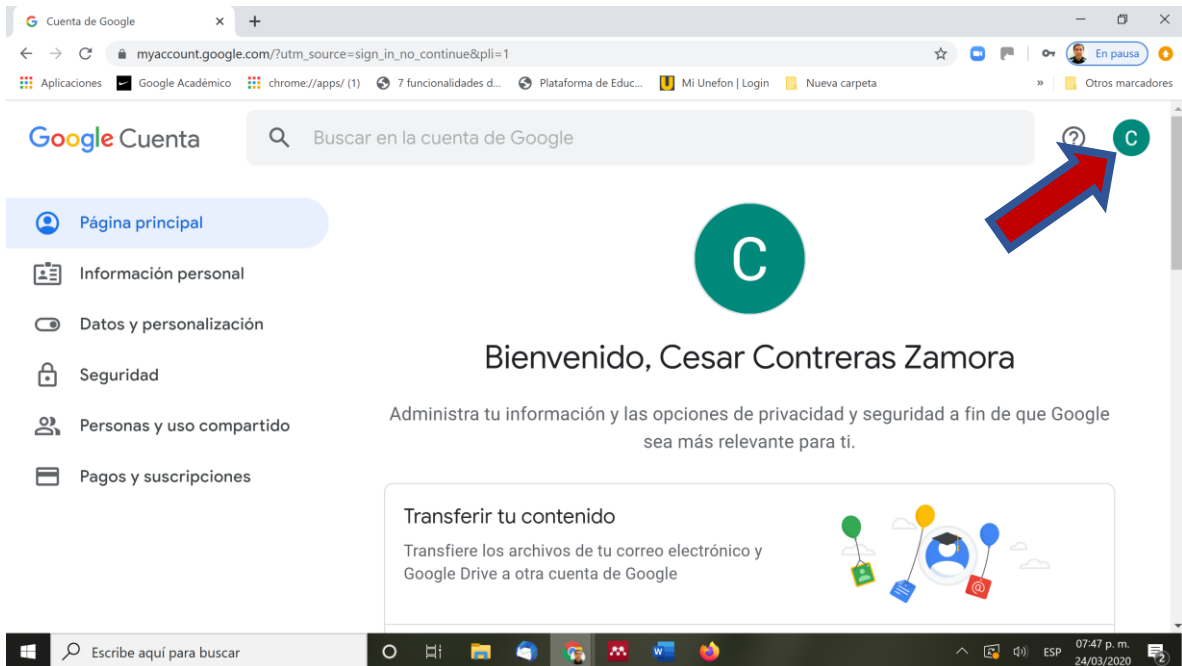 G Cuenta de Google
myaccount.google.com/?utm_source=sign_in_no_continue&pli=1
En pausa
Aplicaciones Google Académico chrome://apps/ (1) 7 funcionalidades d... Plataforma de Educ... Mi Unefon | Login Nueva carpeta » Otros marcadores
Google Cuenta Buscar en la cuenta de Google ? C
Página principal
Información personal
Datos y personalización
Seguridad
Personas y uso compartido
Pagos y suscripciones
C
Bienvenido, Cesar Contreras Zamora
Administra tu información y las opciones de privacidad y seguridad a fin de que Google
sea más relevante para ti.
Transferir tu contenido
Transfiere los archivos de tu correo electrónico y
Google Drive a otra cuenta de Google
@
Escribe aquí para buscar
W
ESP
07:47 p. m.
24/03/2020
2